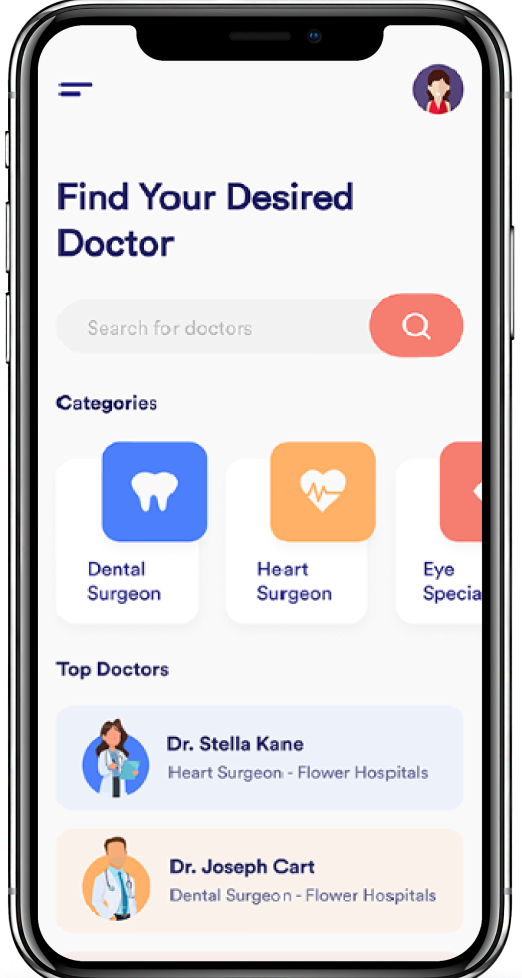 Find Your Desired
Doctor
Search for doctors
Categories
Dental
Surgeon
Heart
Surgeon
Eye
Specia
Top Doctors
Dr. Stella Kane
Heart Surgeon - Flower Hospitals
Dr. Joseph Cart
Dental Surgeon - Flower Hospitals